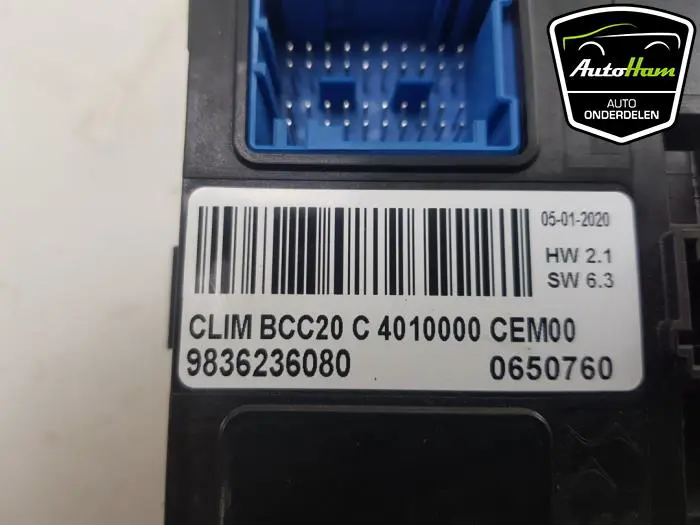 AutoHam
AUTO
ONDERDELEN
05-01-2020
HW 2.1
SW 6.3
CLIM BCC20 C 4010000 CEM00
9836236080 0650760